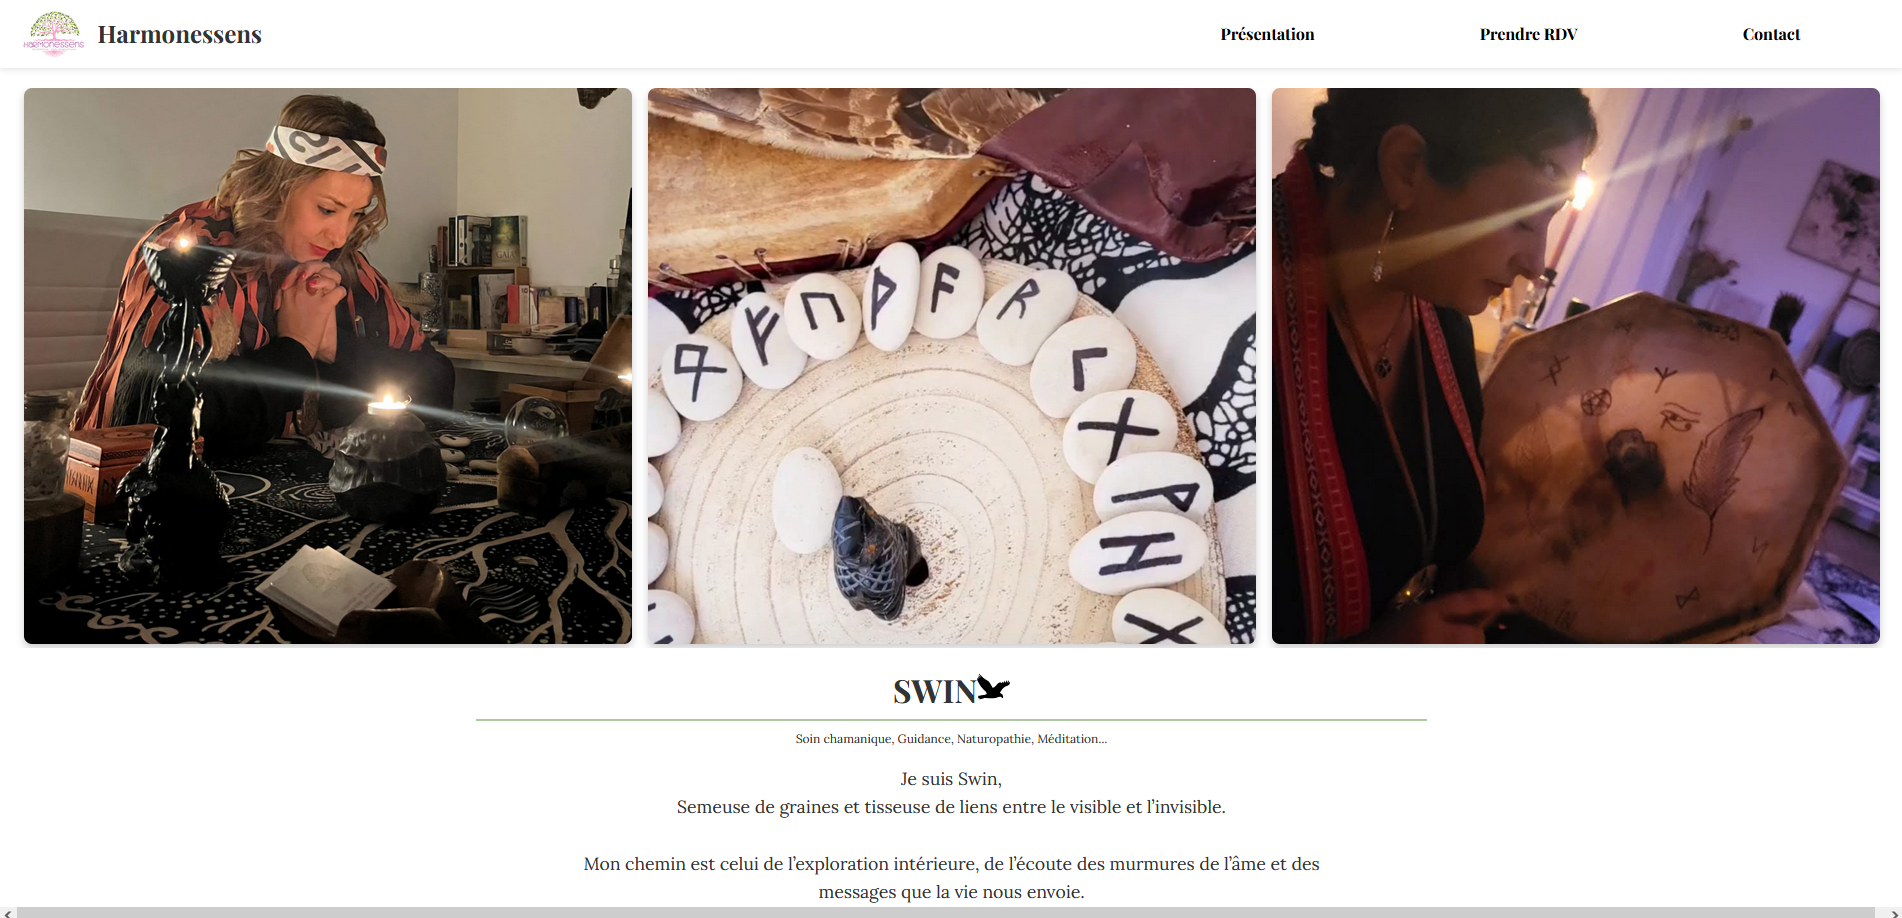 HARMONESSENS
Harmonessens
Présentation
Prendre RDV
Contact
SWIN
Soin chamanique, Guidance, Naturopathie, Méditation...
Je suis Swin,
Semeuse de graines et tisseuse de liens entre le visible et l’invisible.
Mon chemin est celui de l’exploration intérieure, de l’écoute des murmures de l’âme et des
messages que la vie nous envoie.